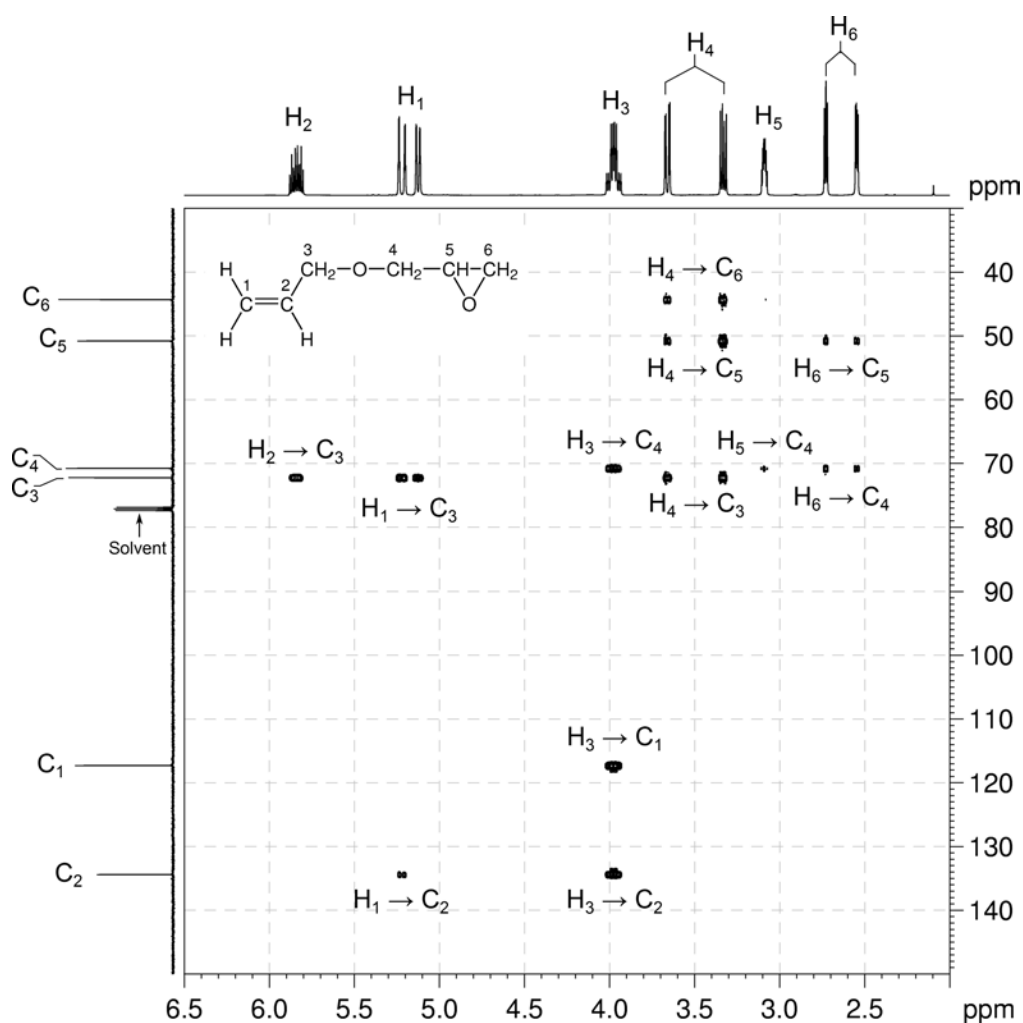 H₆
H₄
H₁
H₃
H₂
H₅
ppm
3 4 5 6
H CH₂ O CH₂ CH CH₂
1 2
O
H H
H₄ → C₆
C₆
40
C₅
50
H₄ → C₅ H₆ → C₅
60
H₂ → C₃ H₃ → C₄ H₅ → C₄
C₄
70
C₃
H₁ → C₃ H₄ → C₃ H₆ → C₄
80
Solvent
90
100
110
H₃ → C₁
C₁
120
130
C₂
H₁ → C₂ H₃ → C₂
140
6.5 6.0 5.5 5.0 4.5 4.0 3.5 3.0 2.5 ppm